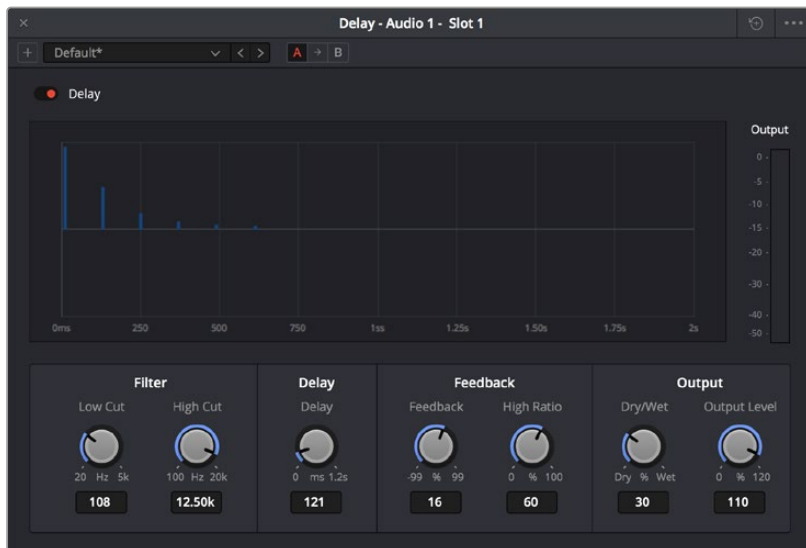 Delay - Audio 1 - Slot 1
Default*
A
B
Delay
Output
0 -
-5 -
-10 -
-15 -
-20 -
-30 -
-40 -
-50 -
0ms 250 500 750 1ss 1.25s 1.50s 1.75s 2s
Filter Delay Feedback Output
Low Cut High Cut Delay Feedback High Ratio Dry/Wet Output Level
20 Hz 5k 100 Hz 20k 0 ms 1.2s -99 % 99 0 % 100 Dry % Wet 0 % 120
108 12.50k 121 16 60 30 110